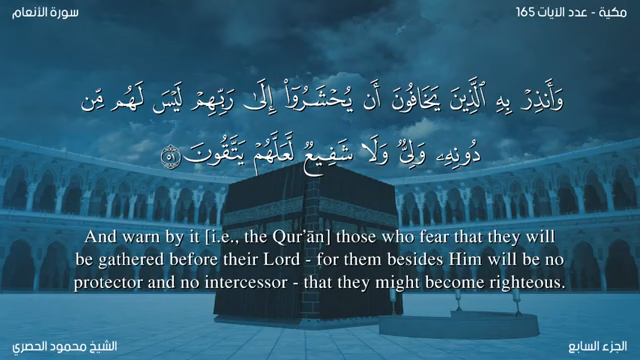 سورة الأنعام
مكية - عدد الآيات 165
وَأَنذِرْ بِهِ ٱلَّذِينَ يَخَافُونَ أَن يُحْشَرُوٓا۟ إِلَىٰ رَبِّهِمْ لَيْسَ لَهُم مِّن
دُونِهِۦ وَلِىٌّ وَلَا شَفِيعٌ لَّعَلَّهُمْ يَتَّقُونَ ٥١
And warn by it [i.e., the Qur’ān] those who fear that they will
be gathered before their Lord - for them besides Him will be no
protector and no intercessor - that they might become righteous.
الشيخ محمود الحصري
الجزء السابع